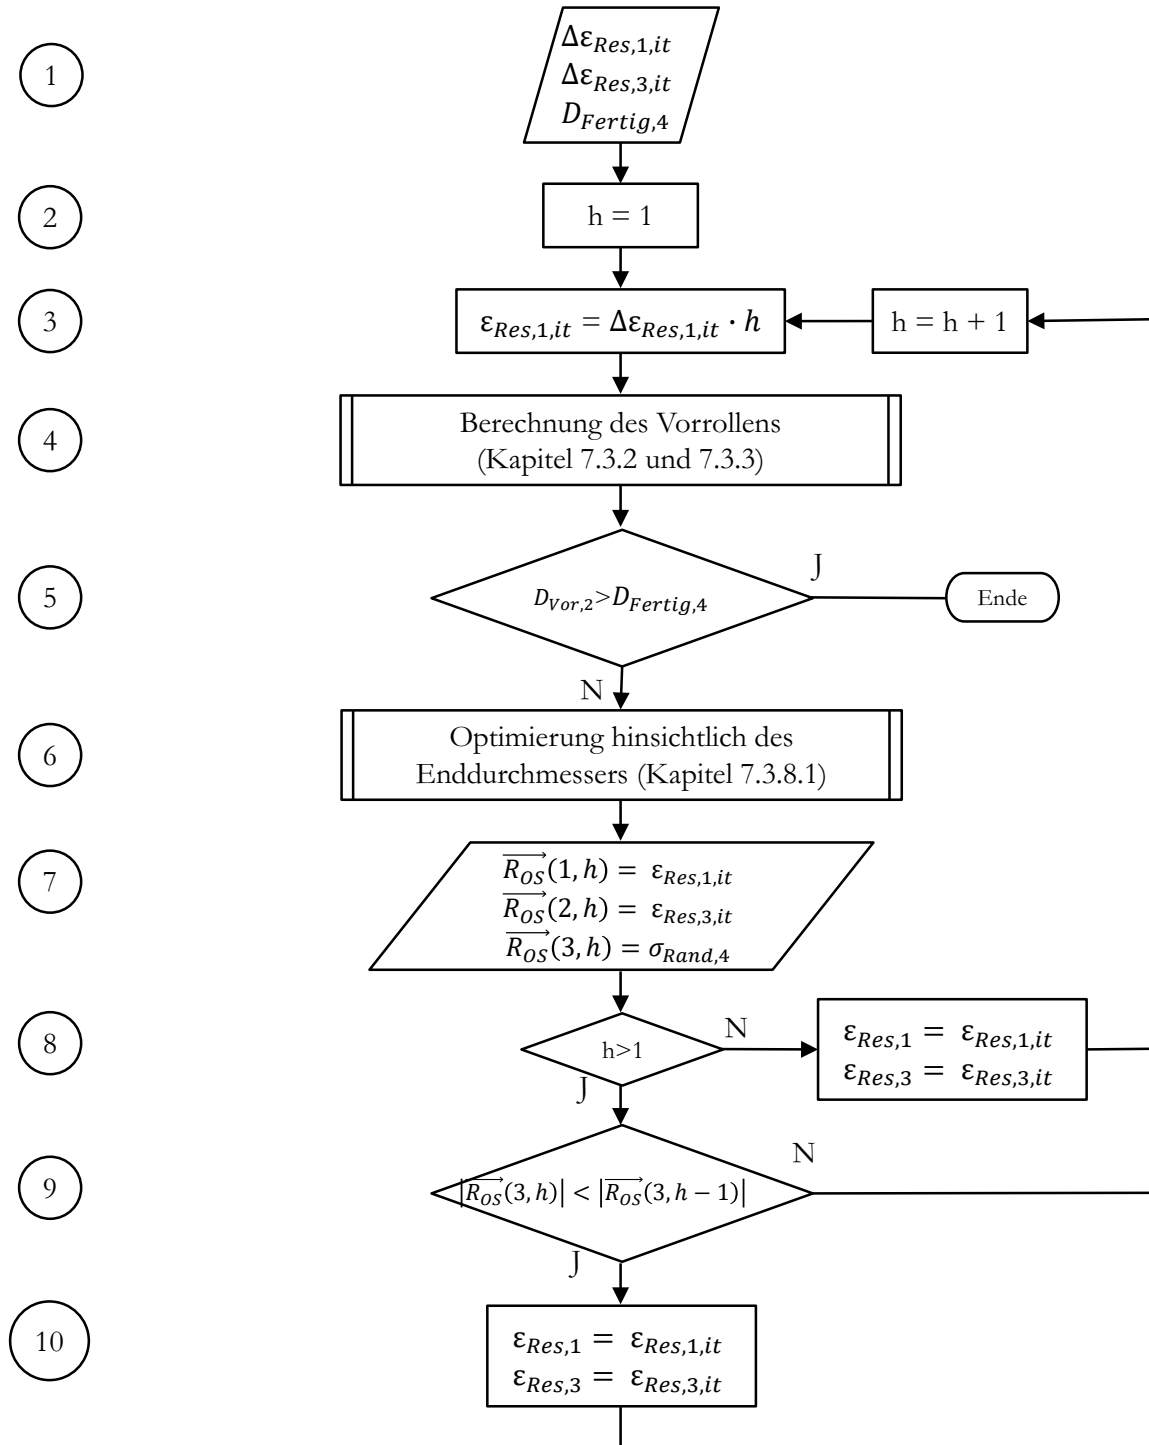 1
Δε_{Res,1,it}
Δε_{Res,3,it}
D_{Fertig,4}
2
h = 1
3
ε_{Res,1,it} = Δε_{Res,1,it} · h
h = h + 1
4
Berechnung des Vorrollens
(Kapitel 7.3.2 und 7.3.3)
5
D_{Vor,2}>D_{Fertig,4}
J
Ende
N
6
Optimierung hinsichtlich des
Enddurchmessers (Kapitel 7.3.8.1)
7
\overrightarrow{R_{OS}}(1, h) = ε_{Res,1,it}
\overrightarrow{R_{OS}}(2, h) = ε_{Res,3,it}
\overrightarrow{R_{OS}}(3, h) = σ_{Rand,4}
8
h>1
N
ε_{Res,1} = ε_{Res,1,it}
ε_{Res,3} = ε_{Res,3,it}
J
9
|\overrightarrow{R_{OS}}(3, h)| < |\overrightarrow{R_{OS}}(3, h − 1)|
N
J
10
ε_{Res,1} = ε_{Res,1,it}
ε_{Res,3} = ε_{Res,3,it}